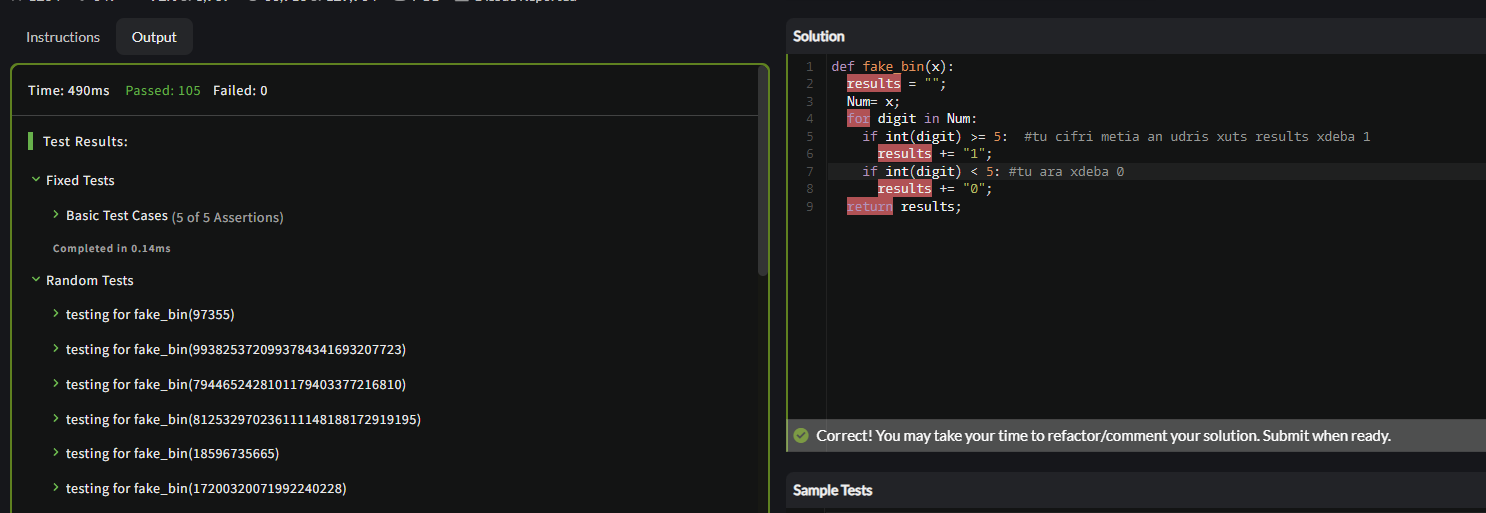 Instructions
Output
Time: 490ms Passed: 105 Failed: 0
Test Results:
Fixed Tests
Basic Test Cases (5 of 5 Assertions)
Completed in 0.14ms
Random Tests
testing for fake_bin(97355)
testing for fake_bin(9938253720993784341693207723)
testing for fake_bin(7944652428101179403377216810)
testing for fake_bin(812532970236111148188172919195)
testing for fake_bin(18596735665)
testing for fake_bin(17200320071992240228)
Solution
1 def fake_bin(x):
2 results = "";
3 Num= x;
4 for digit in Num:
5 if int(digit) >= 5: #tu cifri metia an udris xuts results xdeba 1
6 results += "1";
7 if int(digit) < 5: #tu ara xdeba 0
8 results += "0";
9 return results;
Correct! You may take your time to refactor/comment your solution. Submit when ready.
Sample Tests